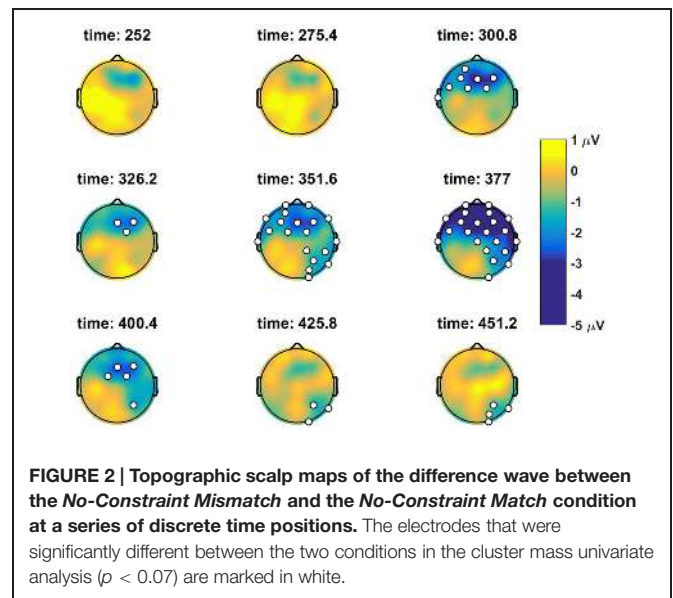 time: 252
time: 275.4
time: 300.8
time: 326.2
time: 351.6
time: 377
1 μV
0
-1
-2
-3
-4
-5 μV
time: 400.4
time: 425.8
time: 451.2
FIGURE 2 | Topographic scalp maps of the difference wave between
the No-Constraint Mismatch and the No-Constraint Match condition
at a series of discrete time positions. The electrodes that were
significantly different between the two conditions in the cluster mass univariate
analysis (p < 0.07) are marked in white.